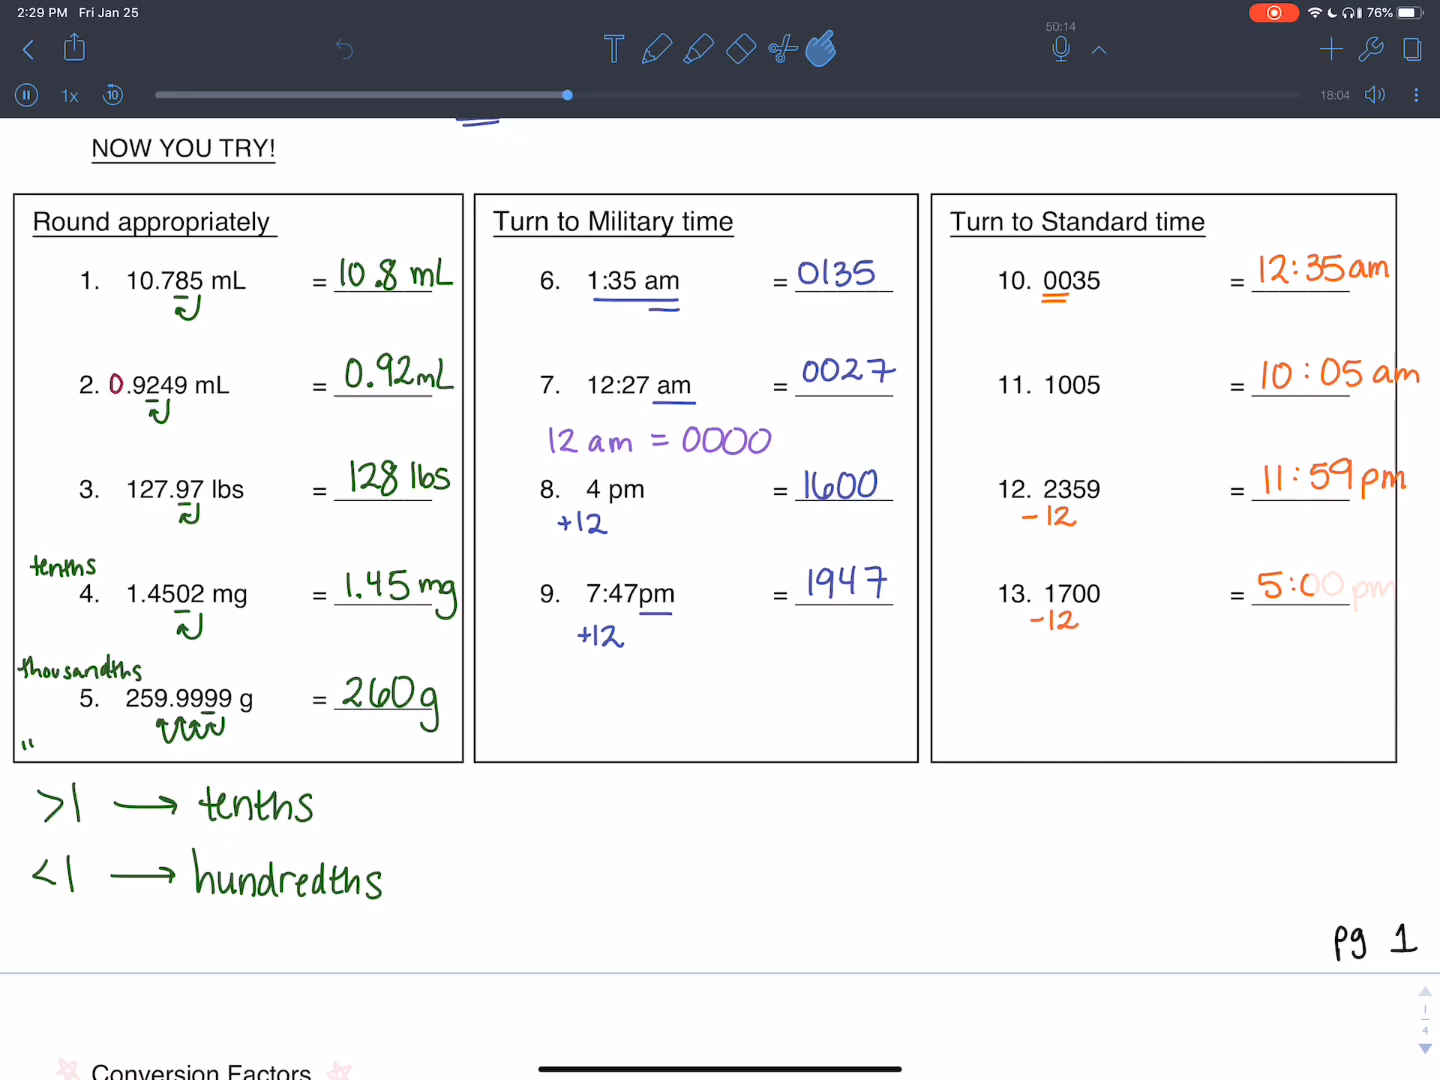 2:29 PM Fri Jan 25
76%
50:14
T
1x
10
18:04
NOW YOU TRY!
Round appropriately
1. 10.785 mL = 10.8 mL
2. 0.9249 mL = 0.92mL
3. 127.97 lbs = 128 lbs
tenths
4. 1.4502 mg = 1.45 mg
thousandths
5. 259.9999 g = 260g
"
Turn to Military time
6. 1:35 am = 0135
7. 12:27 am = 0027
12 am = 0000
8. 4 pm = 1600
+12
9. 7:47pm = 1947
+12
Turn to Standard time
10. 0035 = 12:35am
11. 1005 = 10:05 am
12. 2359 = 11:59pm
-12
13. 1700 = 5:00 pm
-12
>1 → tenths
<1 → hundredths
pg 1
1
4
Conversion Factors